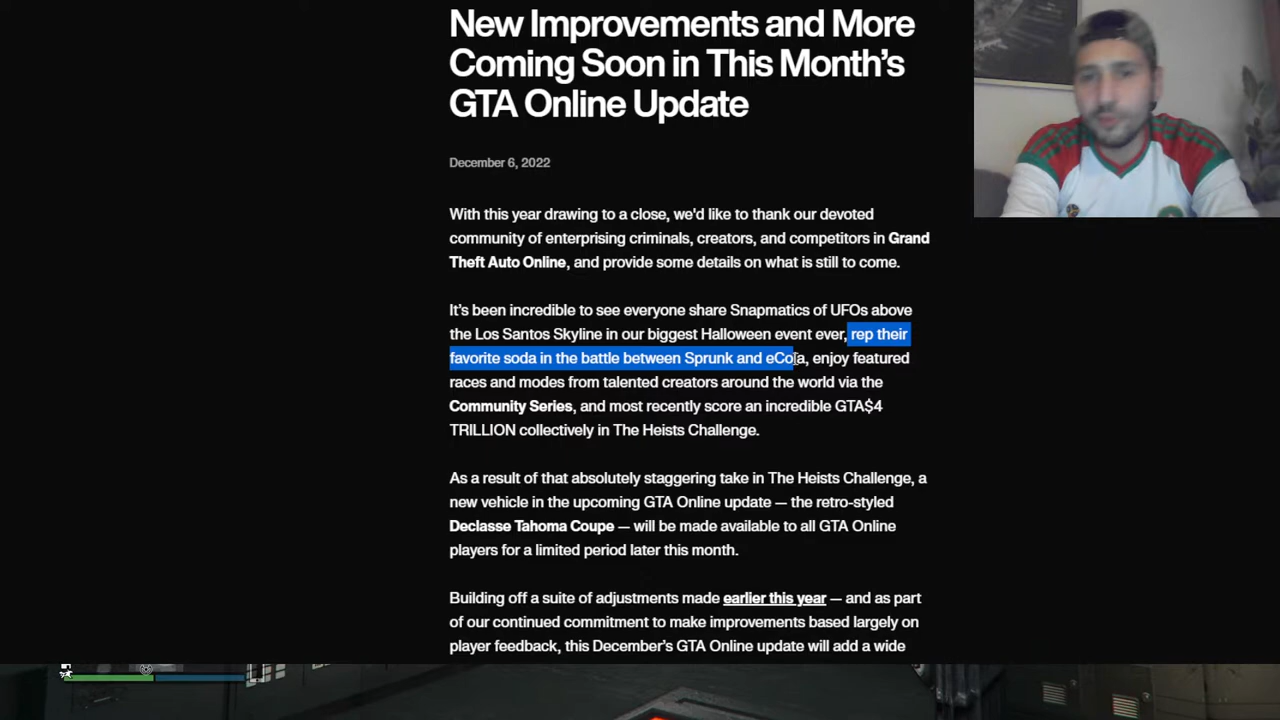 New Improvements and More
Coming Soon in This Month's
GTA Online Update
December 6, 2022
With this year drawing to a close, we'd like to thank our devoted
community of enterprising criminals, creators, and competitors in Grand
Theft Auto Online, and provide some details on what is still to come.
It's been incredible to see everyone share Snapmatics of UFOs above
the Los Santos Skyline in our biggest Halloween event ever, rep their
favorite soda in the battle between Sprunk and eCola, enjoy featured
races and modes from talented creators around the world via the
Community Series, and most recently score an incredible GTA$4
TRILLION collectively in The Heists Challenge.
As a result of that absolutely staggering take in The Heists Challenge, a
new vehicle in the upcoming GTA Online update — the retro-styled
Declasse Tahoma Coupe — will be made available to all GTA Online
players for a limited period later this month.
Building off a suite of adjustments made earlier this year — and as part
of our continued commitment to make improvements based largely on
player feedback, this December's GTA Online update will add a wide